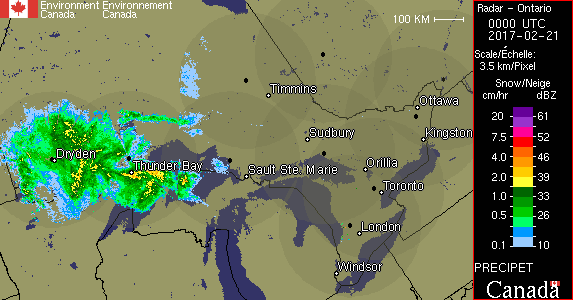 Environment Environnement
Canada Canada
Radar - Ontario
0000 UTC
2017-02-21
100 KM
Scale/Échelle:
3.5 km/Pixel
Snow/Neige
cm/hr dBZ
20 61
7.5 57
5.5 52
4.0 46
2.0 39
1.0 33
0.5 26
0.1 10
Timmins
Ottawa
Sudbury
Kingston
Dryden
Thunder Bay
Sault Ste. Marie
Orillia
Toronto
London
Windsor
PRECIPET
Canada